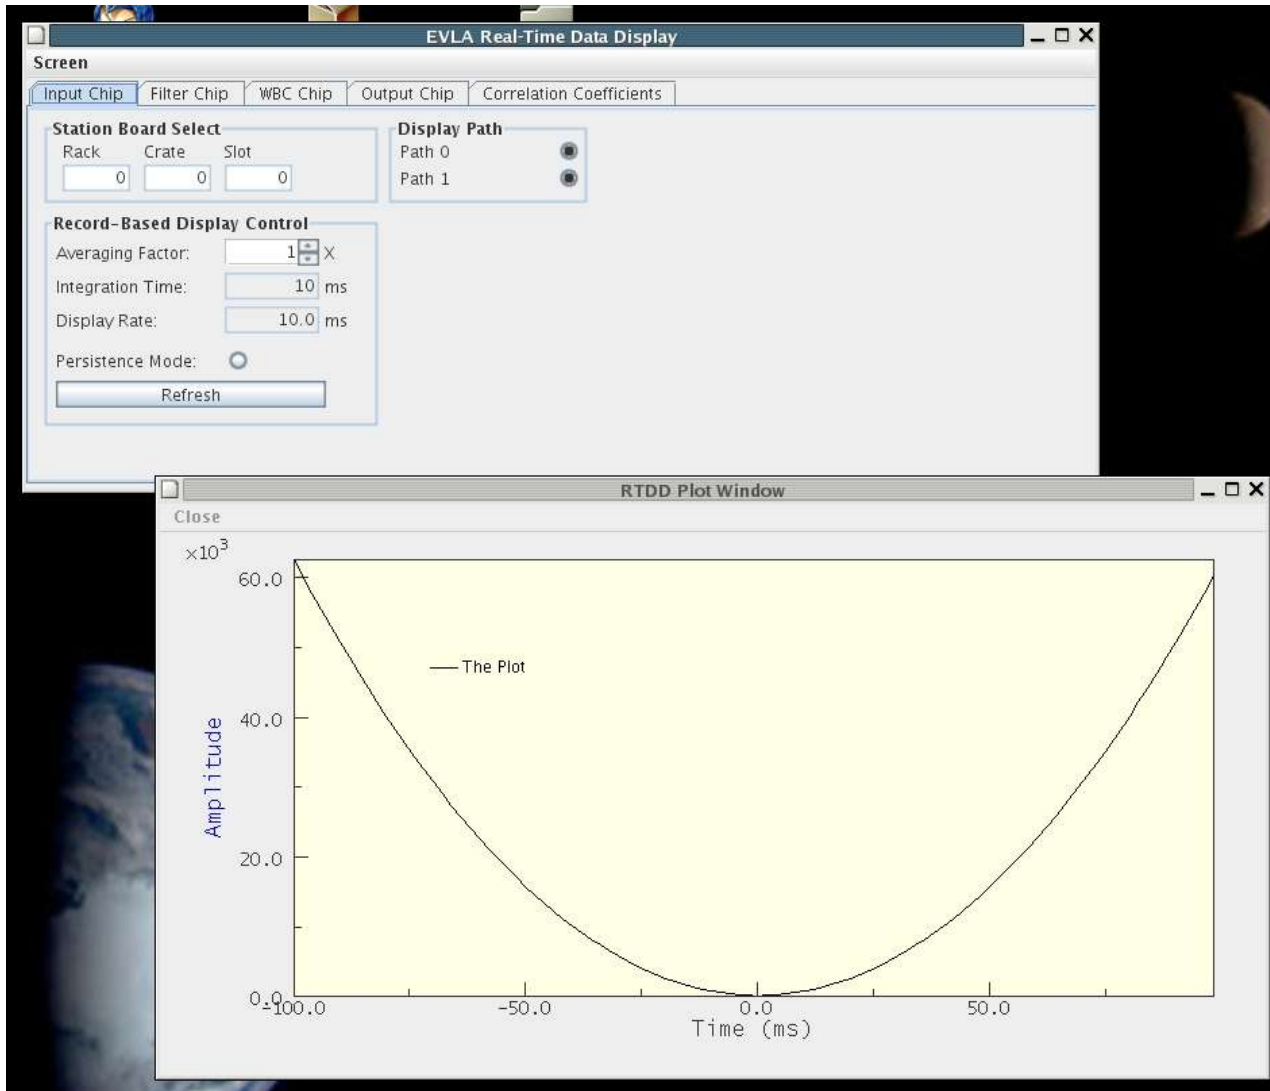 EVLA Real-Time Data Display
Screen
Input Chip Filter Chip WBC Chip Output Chip Correlation Coefficients
Station Board Select Display Path
Rack Crate Slot Path 0
0 0 0 Path 1
Record-Based Display Control
Averaging Factor: 1 X
Integration Time: 10 ms
Display Rate: 10.0 ms
Persistence Mode:
Refresh
RTDD Plot Window
Close
×10³
60.0
The Plot
40.0
Amplitude
20.0
0.0
-100.0 -50.0 0.0 50.0
Time (ms)